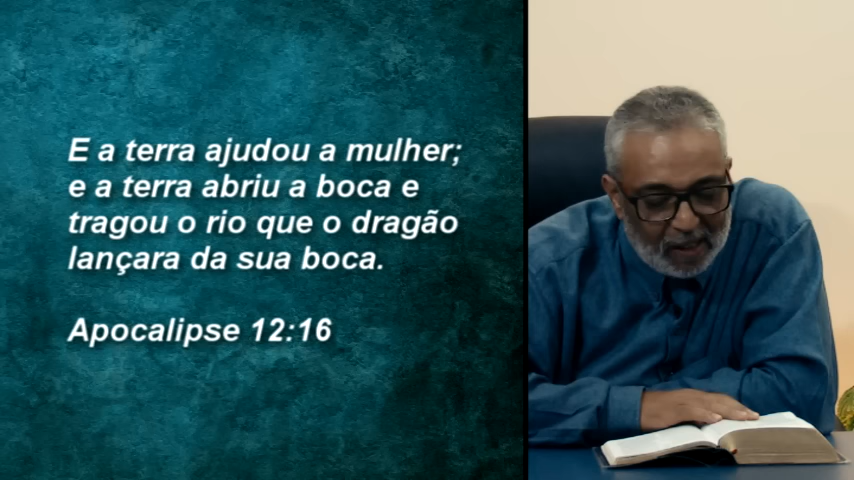 E a terra ajudou a mulher;
e a terra abriu a boca e
tragou o rio que o dragão
lançara da sua boca.
Apocalipse 12:16